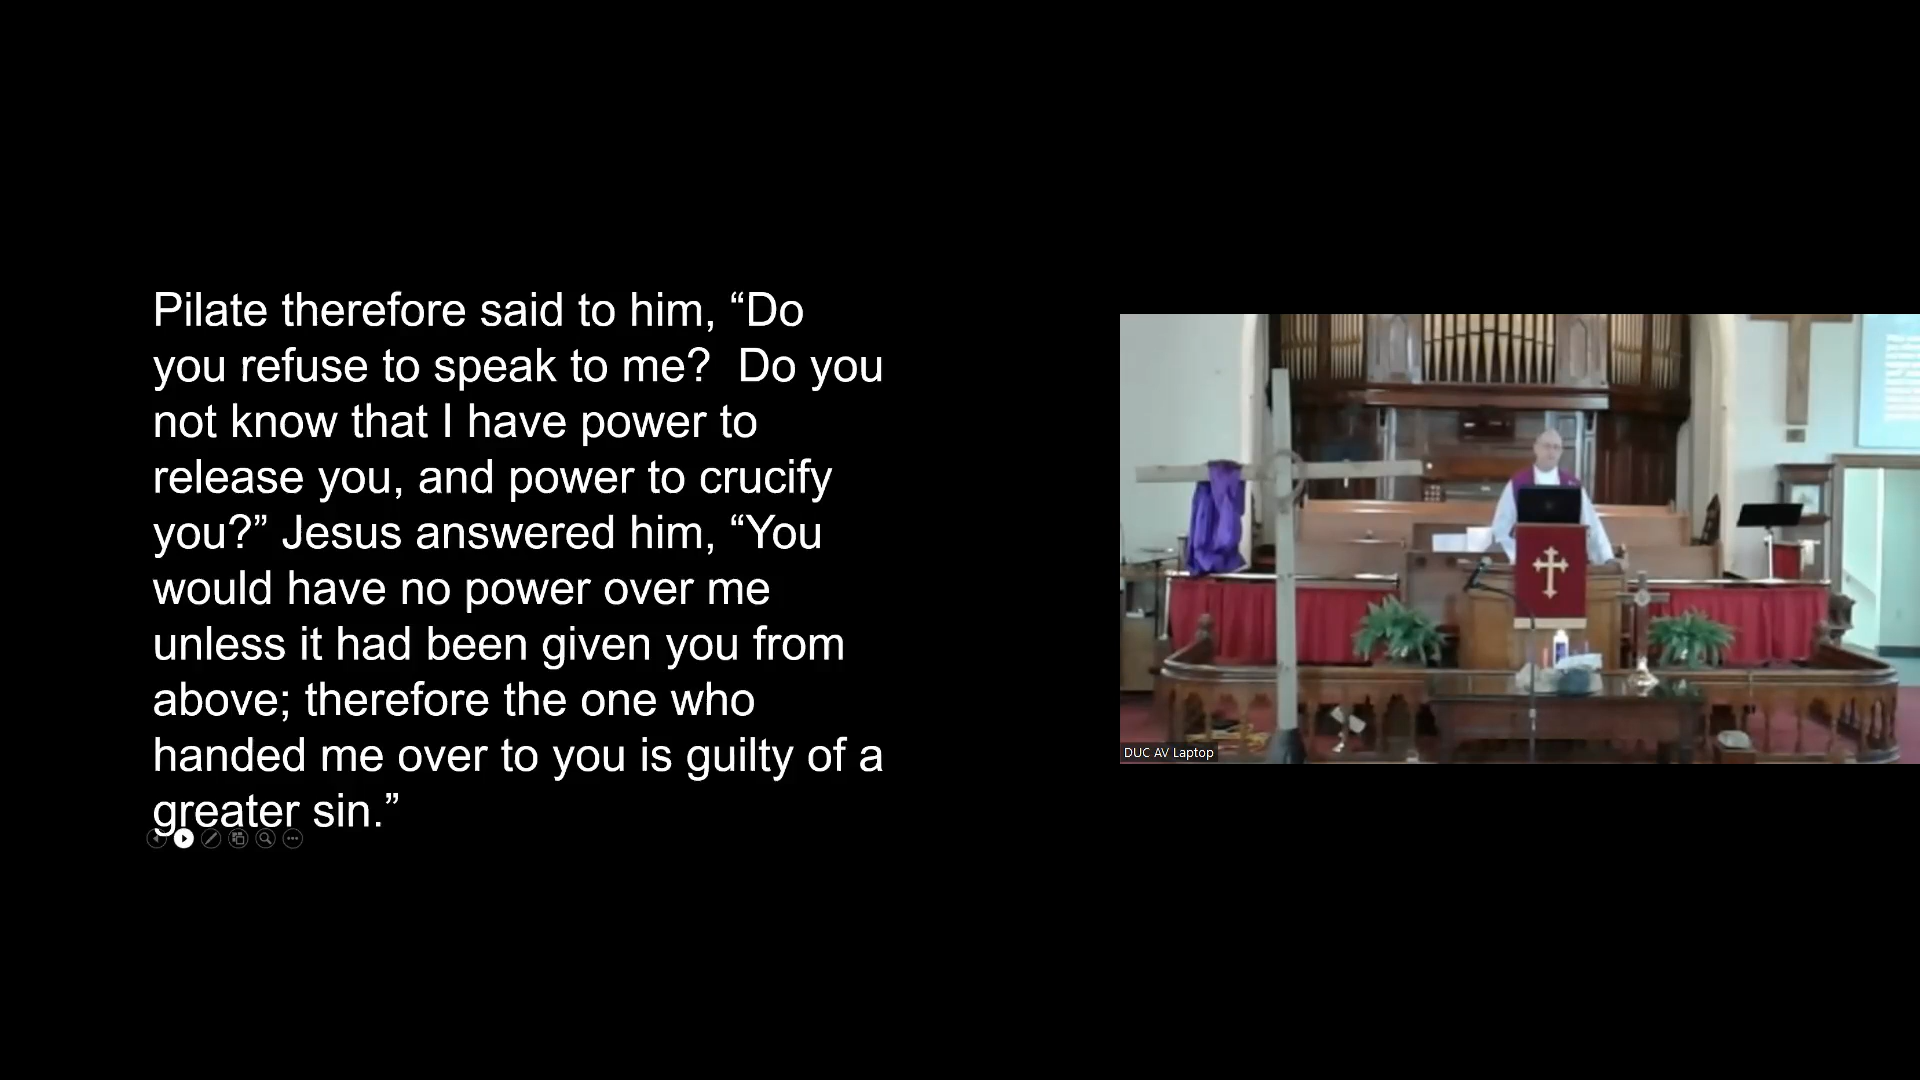 Pilate therefore said to him, “Do
you refuse to speak to me?  Do you
not know that I have power to
release you, and power to crucify
you?” Jesus answered him, “You
would have no power over me
unless it had been given you from
above; therefore the one who
handed me over to you is guilty of a
greater sin.”
DUC AV Laptop